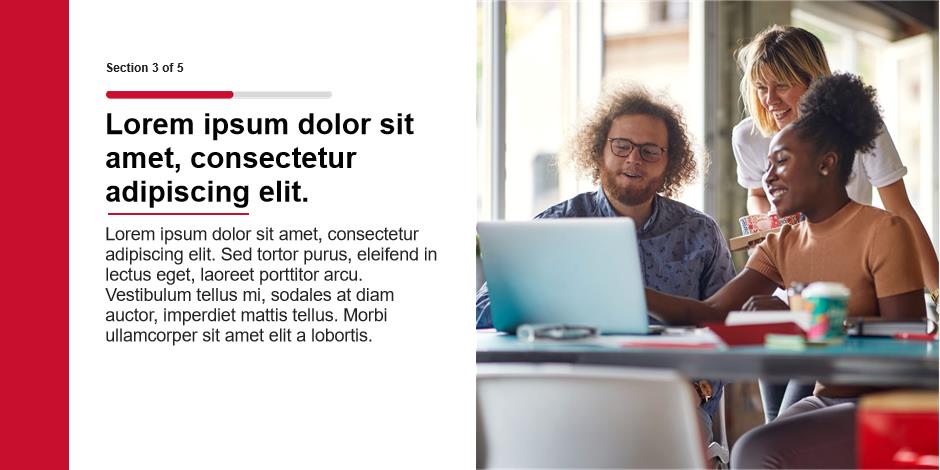 Section 3 of 5
Lorem ipsum dolor sit
amet, consectetur
adipiscing elit.
Lorem ipsum dolor sit amet, consectetur
adipiscing elit. Sed tortor purus, eleifend in
lectus eget, laoreet porttitor arcu.
Vestibulum tellus mi, sodales at diam
auctor, imperdiet mattis tellus. Morbi
ullamcorper sit amet elit a lobortis.